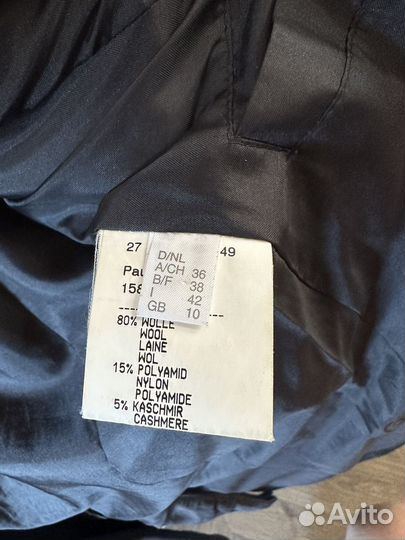 27 49
D/NL
A/CH 36
B/F 38
I 42
GB 10
Pau
158
80% WOLLE
WOOL
LAINE
WOL
15% POLYAMID
NYLON
POLYAMIDE
5% KASCHMIR
CASHMERE
Avito